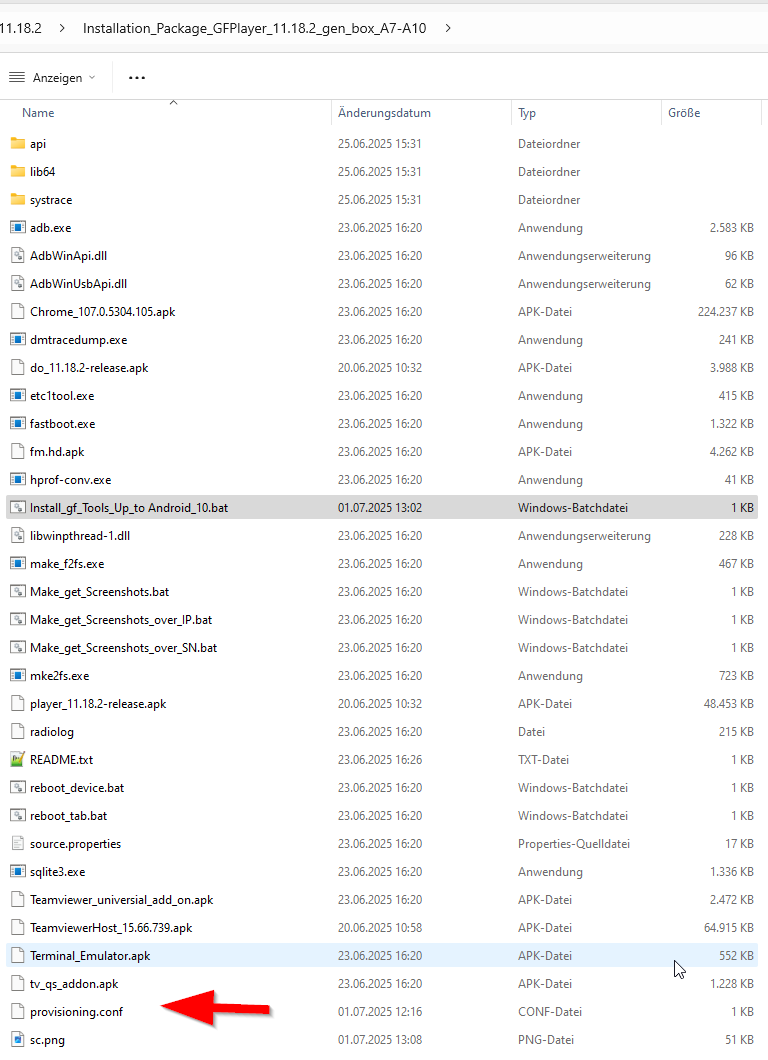 11.18.2 > Installation_Package_GFPlayer_11.18.2_gen_box_A7-A10 >
Anzeigen ...
Name Änderungsdatum Typ Größe
api 25.06.2025 15:31 Dateiordner
lib64 25.06.2025 15:31 Dateiordner
systrace 25.06.2025 15:31 Dateiordner
adb.exe 23.06.2025 16:20 Anwendung 2.583 KB
AdbWinApi.dll 23.06.2025 16:20 Anwendungserweiterung 96 KB
AdbWinUsbApi.dll 23.06.2025 16:20 Anwendungserweiterung 62 KB
Chrome_107.0.5304.105.apk 23.06.2025 16:20 APK-Datei 224.237 KB
dmtracedump.exe 23.06.2025 16:20 Anwendung 241 KB
do_11.18.2-release.apk 20.06.2025 10:32 APK-Datei 3.988 KB
etc1tool.exe 23.06.2025 16:20 Anwendung 415 KB
fastboot.exe 23.06.2025 16:20 Anwendung 1.322 KB
fm.hd.apk 23.06.2025 16:20 APK-Datei 4.262 KB
hprof-conv.exe 23.06.2025 16:20 Anwendung 41 KB
Install_gf_Tools_Up_to Android_10.bat 01.07.2025 13:02 Windows-Batchdatei 1 KB
libwinpthread-1.dll 23.06.2025 16:20 Anwendungserweiterung 228 KB
make_f2fs.exe 23.06.2025 16:20 Anwendung 467 KB
Make_get_Screenshots.bat 23.06.2025 16:20 Windows-Batchdatei 1 KB
Make_get_Screenshots_over_IP.bat 23.06.2025 16:20 Windows-Batchdatei 1 KB
Make_get_Screenshots_over_SN.bat 23.06.2025 16:20 Windows-Batchdatei 1 KB
mke2fs.exe 23.06.2025 16:20 Anwendung 723 KB
player_11.18.2-release.apk 20.06.2025 10:32 APK-Datei 48.453 KB
radiolog 23.06.2025 16:20 Datei 215 KB
README.txt 23.06.2025 16:26 TXT-Datei 1 KB
reboot_device.bat 23.06.2025 16:20 Windows-Batchdatei 1 KB
reboot_tab.bat 23.06.2025 16:20 Windows-Batchdatei 1 KB
source.properties 23.06.2025 16:20 Properties-Quelldatei 17 KB
sqlite3.exe 23.06.2025 16:20 Anwendung 1.336 KB
Teamviewer_universial_add_on.apk 23.06.2025 16:20 APK-Datei 2.472 KB
TeamviewerHost_15.66.739.apk 20.06.2025 10:58 APK-Datei 64.915 KB
Terminal_Emulator.apk 23.06.2025 16:20 APK-Datei 552 KB
tv_qs_addon.apk 23.06.2025 16:20 APK-Datei 1.228 KB
provisioning.conf 01.07.2025 12:16 CONF-Datei 1 KB
sc.png 01.07.2025 13:08 PNG-Datei 51 KB